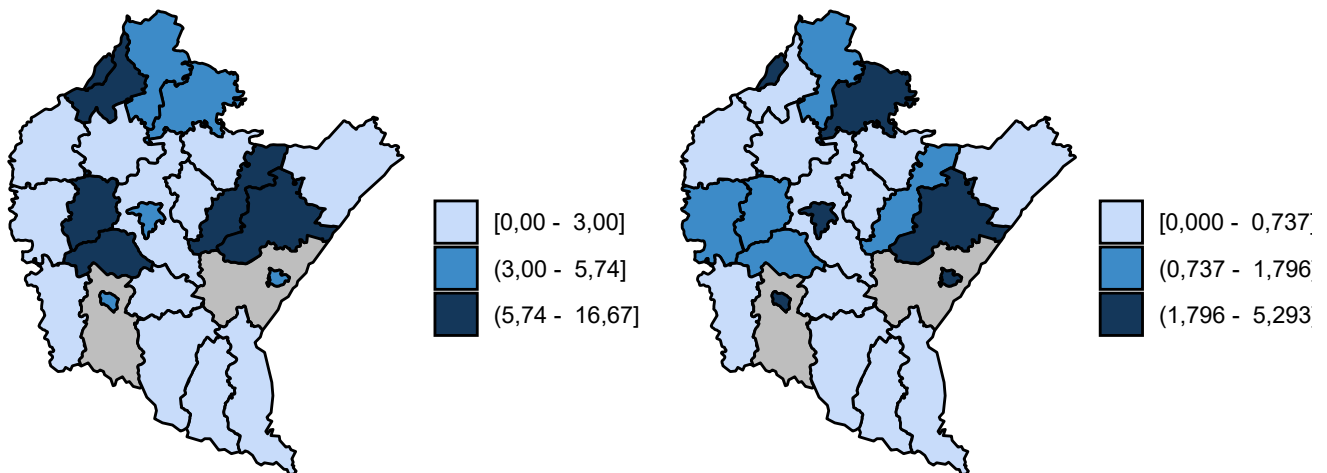 [0,00 - 3,00]
(3,00 - 5,74]
(5,74 - 16,67]
[0,000 - 0,737]
(0,737 - 1,796]
(1,796 - 5,293]